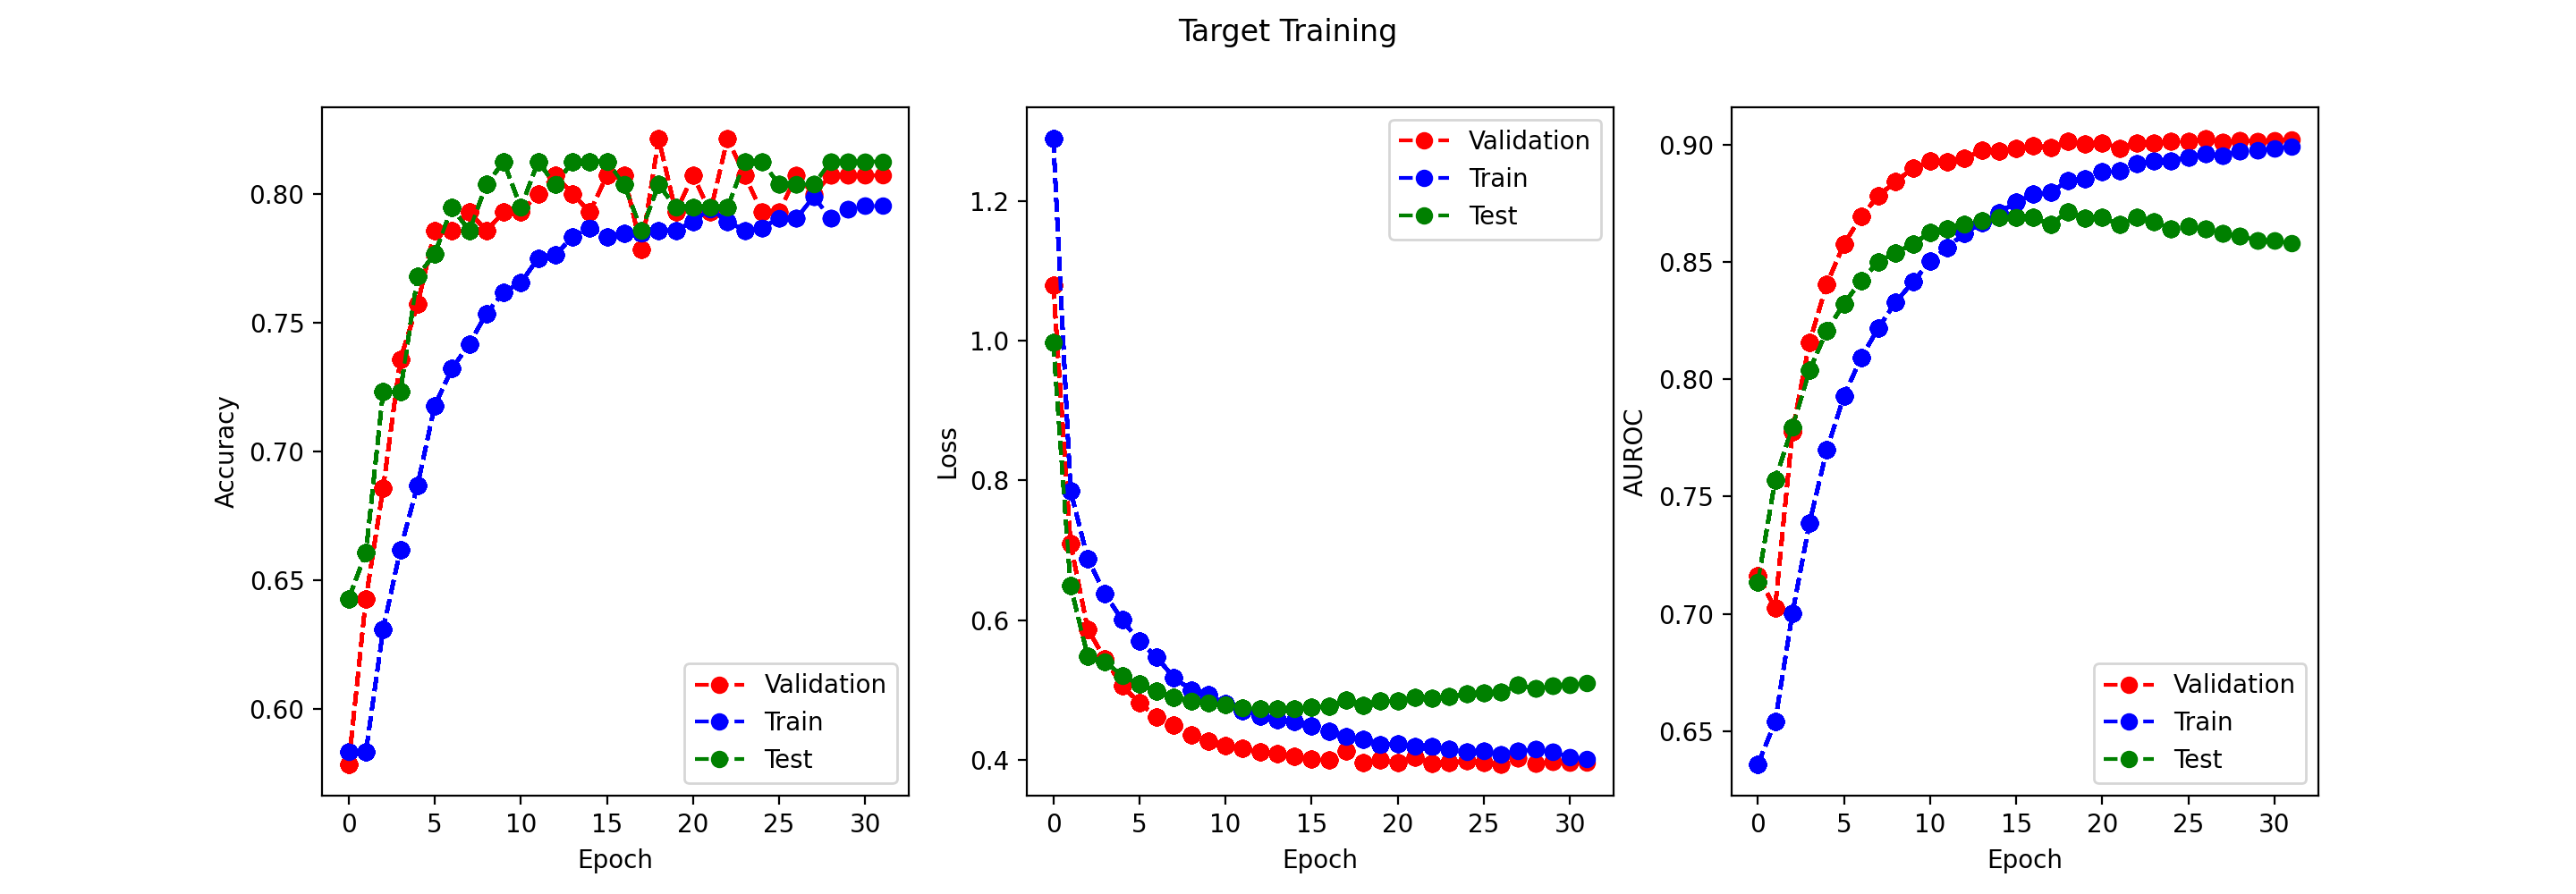 Target Training
Accuracy
0.80
0.75
0.70
0.65
0.60
0 5 10 15 20 25 30
Epoch
Validation
Train
Test
Loss
1.2
1.0
0.8
0.6
0.4
0 5 10 15 20 25 30
Epoch
Validation
Train
Test
AUROC
0.90
0.85
0.80
0.75
0.70
0.65
0 5 10 15 20 25 30
Epoch
Validation
Train
Test